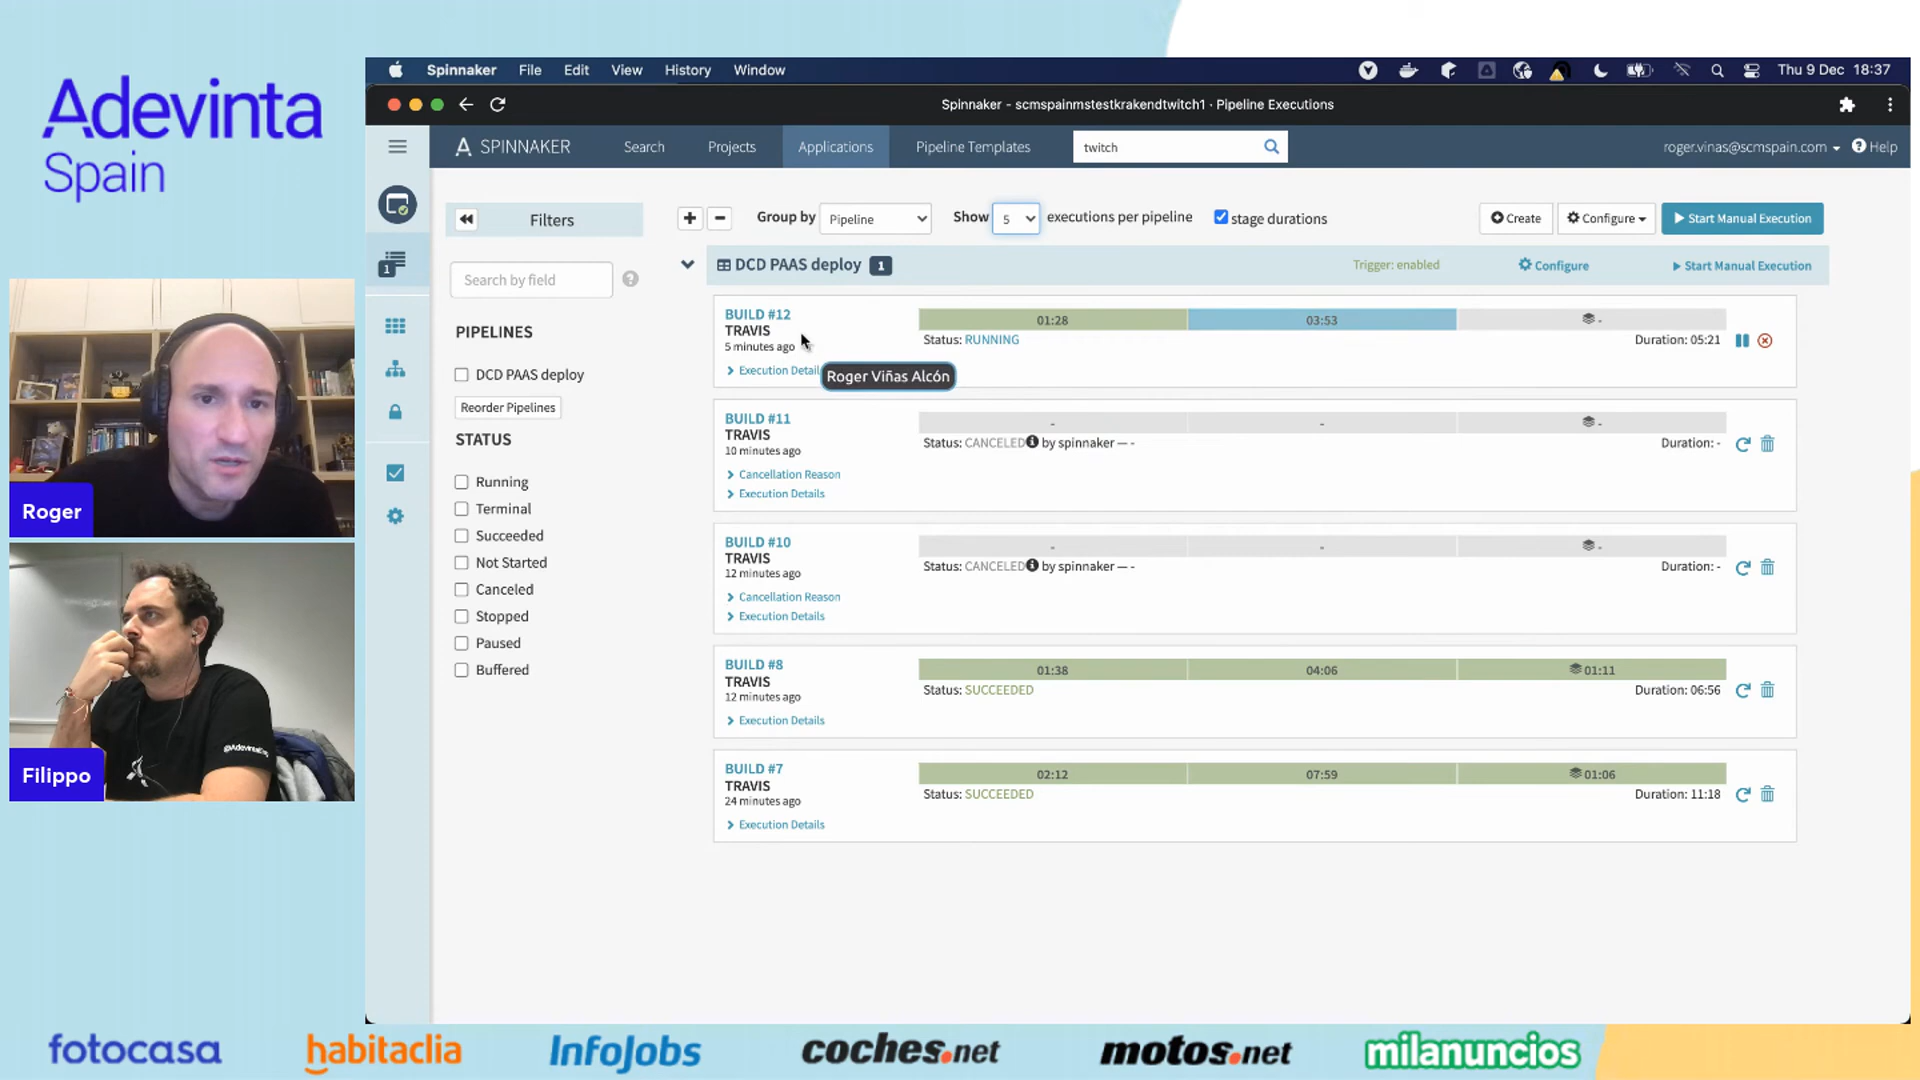 Adevinta
Spain
Spinnaker File Edit View History Window
Thu 9 Dec 18:37
Spinnaker - scmspainmstestkrakendtwitch1 · Pipeline Executions
SPINNAKER Search Projects Applications Pipeline Templates twitch roger.vinas@scmspain.com Help
Filters
Group by Pipeline Show 5 executions per pipeline stage durations Create Configure Start Manual Execution
1
DCD PAAS deploy 1 Trigger: enabled Configure Start Manual Execution
Search by field
PIPELINES
DCD PAAS deploy
Reorder Pipelines
STATUS
Running
Terminal
Succeeded
Not Started
Canceled
Stopped
Paused
Buffered
BUILD #12
TRAVIS
5 minutes ago
Execution Detail
01:28 03:53 -
Status: RUNNING Duration: 05:21
Roger Viñas Alcón
BUILD #11
TRAVIS
10 minutes ago
Cancellation Reason
Execution Details
- - -
Status: CANCELED by spinnaker — - Duration: -
BUILD #10
TRAVIS
12 minutes ago
Cancellation Reason
Execution Details
- - -
Status: CANCELED by spinnaker — - Duration: -
BUILD #8
TRAVIS
12 minutes ago
Execution Details
01:38 04:06 01:11
Status: SUCCEEDED Duration: 06:56
BUILD #7
TRAVIS
24 minutes ago
Execution Details
02:12 07:59 01:06
Status: SUCCEEDED Duration: 11:18
Roger
Filippo
fotocasa habitaclia InfoJobs coches.net motos.net milanuncios